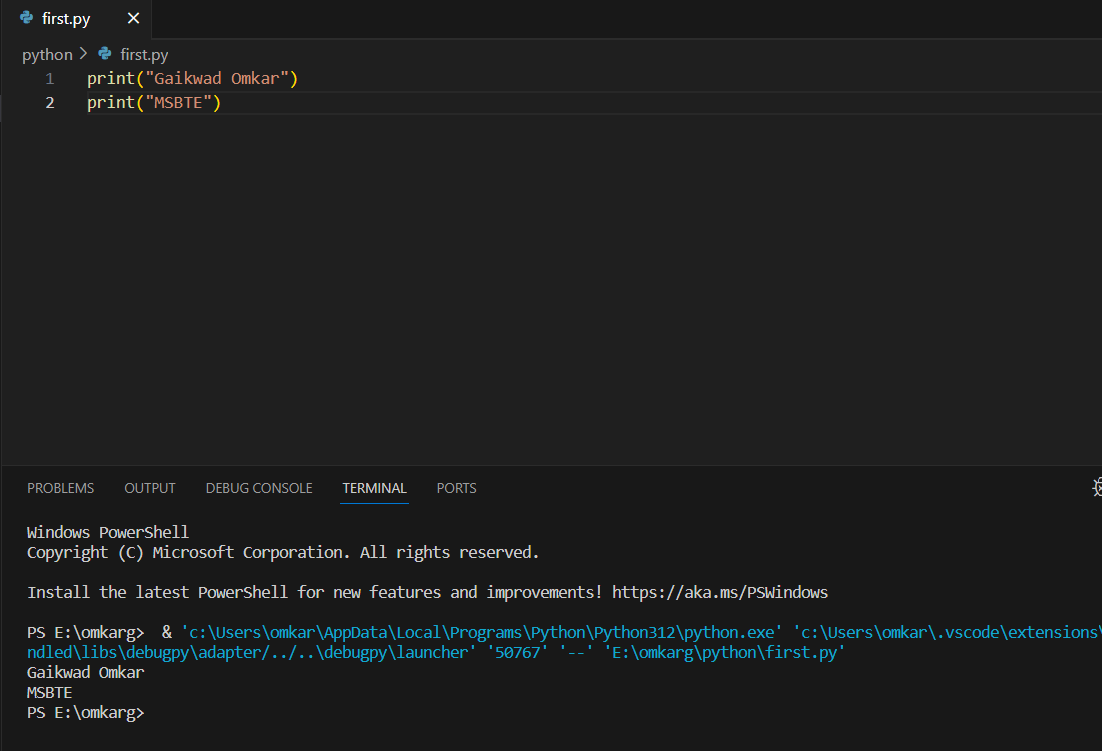 first.py
python > first.py
1 print("Gaikwad Omkar")
2 print("MSBTE")
PROBLEMS OUTPUT DEBUG CONSOLE TERMINAL PORTS
Windows PowerShell
Copyright (C) Microsoft Corporation. All rights reserved.
Install the latest PowerShell for new features and improvements! https://aka.ms/PSWindows
PS E:\omkarg>  & 'c:\Users\omkar\AppData\Local\Programs\Python\Python312\python.exe' 'c:\Users\omkar\.vscode\extensions\
ndled\libs\debugpy\adapter/../..\debugpy\launcher' '50767' '--' 'E:\omkarg\python\first.py'
Gaikwad Omkar
MSBTE
PS E:\omkarg>